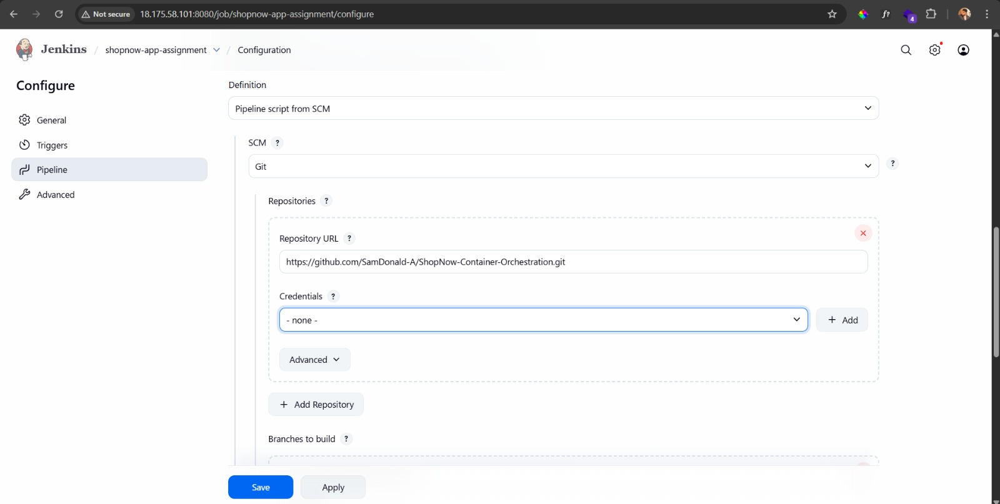 Not secure 18.175.58.101:8080/job/shopnow-app-assignment/configure
f?
4
Jenkins / shopnow-app-assignment / Configuration
Configure
General
Triggers
Pipeline
Advanced
Definition
Pipeline script from SCM
SCM ?
Git
?
Repositories ?
Repository URL ?
https://github.com/SamDonald-A/ShopNow-Container-Orchestration.git
Credentials ?
- none -
+ Add
Advanced
+ Add Repository
Branches to build ?
Save
Apply